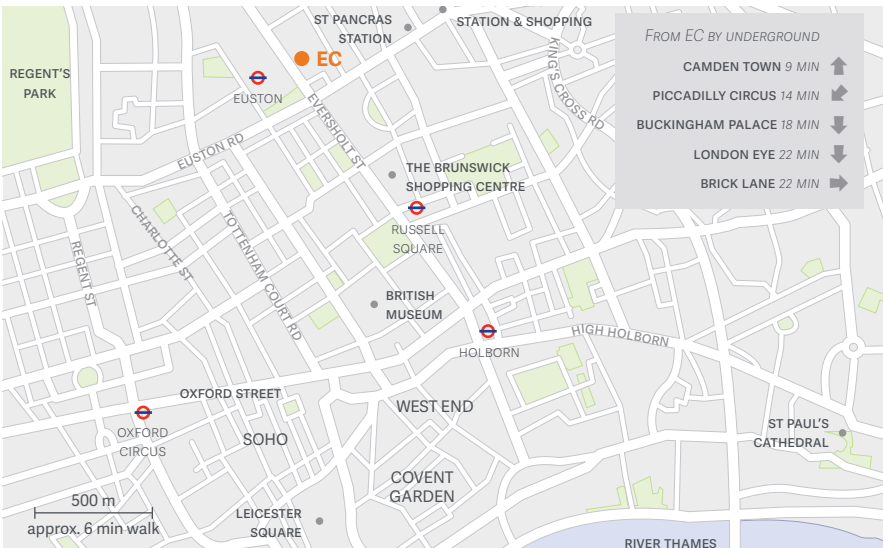 ST PANCRAS
STATION
STATION & SHOPPING
EC
REGENT'S
PARK
EUSTON
EVERSHOLT ST
KING'S CROSS RD
EUSTON RD
THE BRUNSWICK
SHOPPING CENTRE
RUSSELL
SQUARE
CHARLOTTE ST
TOTTENHAM COURT RD
REGENT ST
BRITISH
MUSEUM
HOLBORN
HIGH HOLBORN
OXFORD STREET
WEST END
OXFORD
CIRCUS
SOHO
ST PAUL'S
CATHEDRAL
COVENT
GARDEN
500 m
approx. 6 min walk
LEICESTER
SQUARE
RIVER THAMES
FROM EC BY UNDERGROUND
CAMDEN TOWN 9 MIN
PICCADILLY CIRCUS 14 MIN
BUCKINGHAM PALACE 18 MIN
LONDON EYE 22 MIN
BRICK LANE 22 MIN